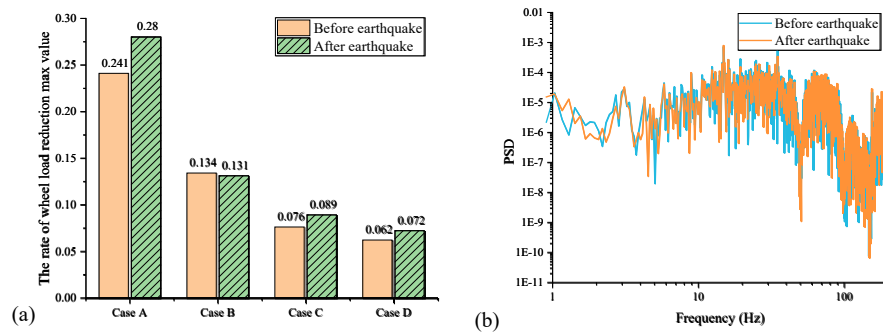 (a)
The rate of wheel load reduction max value
0.30
0.25
0.20
0.15
0.10
0.05
0.00
Before earthquake
After earthquake
0.241
0.28
0.134
0.131
0.076
0.089
0.062
0.072
Case A
Case B
Case C
Case D
(b)
PSD
1E-3
1E-4
1E-5
1E-6
1E-7
1E-8
1E-9
1E-10
1E-11
Before earthquake
After earthquake
1
10
100
Frequency (Hz)